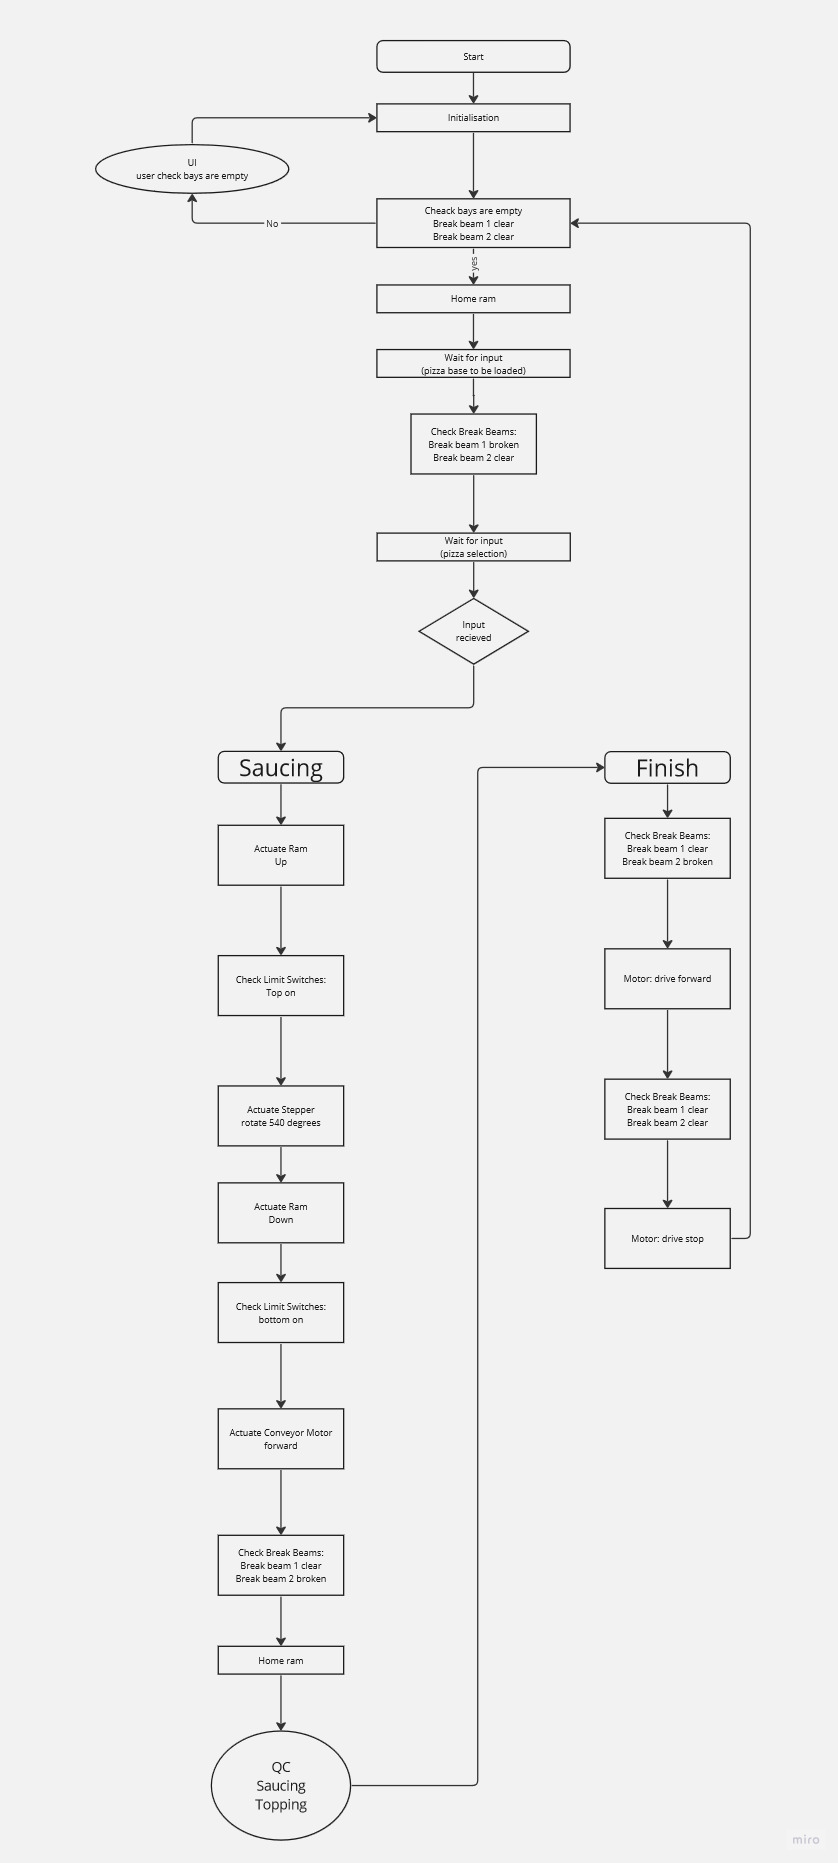 Start
Initialisation
UI
user check bays are empty
Cheack bays are empty
Break beam 1 clear
Break beam 2 clear
No
yes
Home ram
Wait for input
(pizza base to be loaded)
Check Break Beams:
Break beam 1 broken
Break beam 2 clear
Wait for input
(pizza selection)
Input
recieved
Saucing
Actuate Ram
Up
Check Limit Switches:
Top on
Actuate Stepper
rotate 540 degrees
Actuate Ram
Down
Check Limit Switches:
bottom on
Actuate Conveyor Motor
forward
Check Break Beams:
Break beam 1 clear
Break beam 2 broken
Home ram
QC
Saucing
Topping
Finish
Check Break Beams:
Break beam 1 clear
Break beam 2 broken
Motor: drive forward
Check Break Beams:
Break beam 1 clear
Break beam 2 clear
Motor: drive stop
miro